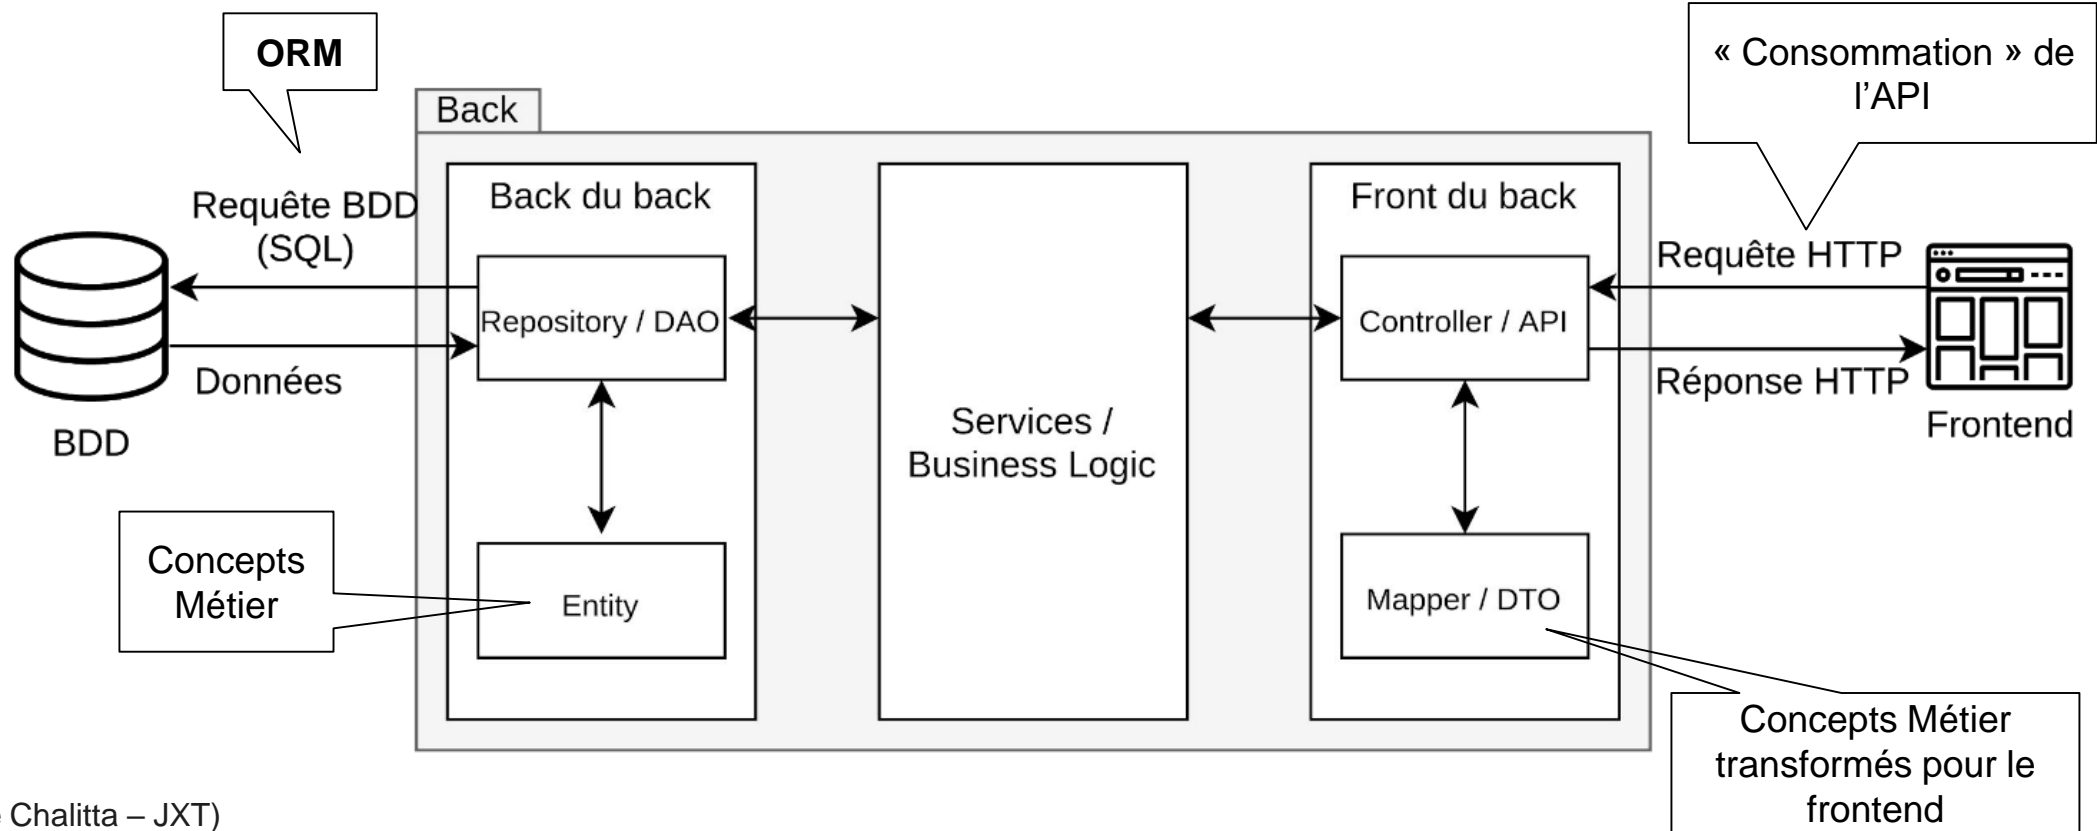 ORM
« Consommation » de
l'API
Back
Requête BDD
(SQL)
Données
BDD
Back du back
Repository / DAO
Entity
Concepts
Métier
Services /
Business Logic
Front du back
Controller / API
Mapper / DTO
Requête HTTP
Réponse HTTP
Frontend
Concepts Métier
transformés pour le
frontend
Chalitta – JXT)